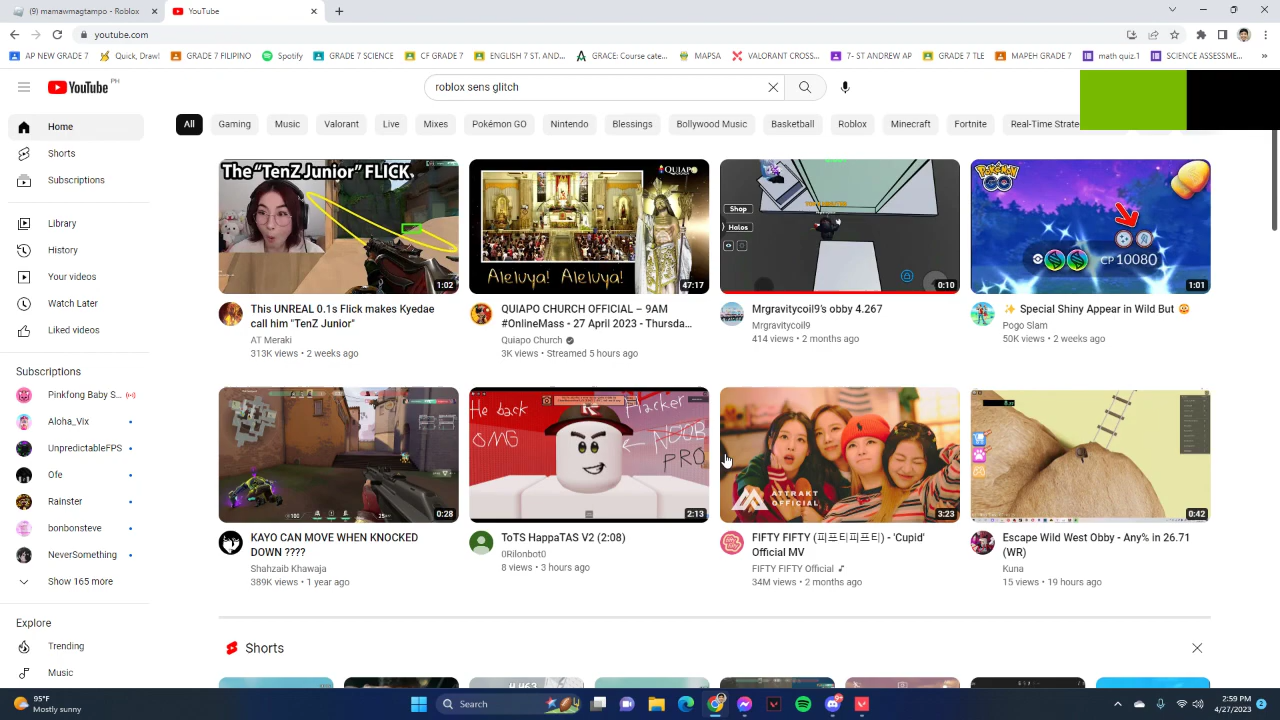 (9) mamawmagtampo - Roblox
YouTube
youtube.com
AP NEW GRADE 7
Quick, Draw!
GRADE 7 FILIPINO
Spotify
GRADE 7 SCIENCE
CF GRADE 7
ENGLISH 7 ST. AND...
Grace: Course cate...
MAPSA
VALORANT CROSS...
7- ST ANDREW AP
GRADE 7 TLE
MAPEH GRADE 7
math quiz.1
SCIENCE ASSESSME...
YouTube PH
roblox sens glitch
All
Gaming
Music
Valorant
Live
Mixes
Pokémon GO
Nintendo
Blessings
Bollywood Music
Basketball
Roblox
Minecraft
Fortnite
Real-Time Strate
Home
Shorts
Subscriptions
Library
History
Your videos
Watch Later
Liked videos
Subscriptions
Pinkfong Baby S...
Aloha_Vlx
UnpredictableFPS
Ofe
Rainster
bonbonsteve
NeverSomething
Show 165 more
Explore
Trending
Music
The "TenZ Junior" FLICK.
1:02
This UNREAL 0.1s Flick makes Kyedae
call him "TenZ Junior"
AT Meraki
313K views • 2 weeks ago
QUIAPO
Aleluya! Aleluya!
47:17
QUIAPO CHURCH OFFICIAL – 9AM
#OnlineMass - 27 April 2023 - Thursda...
Quiapo Church
3K views • Streamed 5 hours ago
Shop
Halos
0:10
Mrgravitycoil9's obby 4.267
Mrgravitycoil9
414 views • 2 months ago
POKÉMON GO
CP 10080
1:01
✨ Special Shiny Appear in Wild But 😳
Pogo Slam
50K views • 2 weeks ago
0:28
KAYO CAN MOVE WHEN KNOCKED
DOWN ????
Shahzaib Khawaja
389K views • 1 year ago
He back
OMG
Hacker
NOOB
PRO
2:13
ToTS HappaTAS V2 (2:08)
0Rilonbot0
8 views • 3 hours ago
ATTRAKT
OFFICIAL
3:23
FIFTY FIFTY (피프티피프티) - 'Cupid'
Official MV
FIFTY FIFTY Official
34M views • 2 months ago
0:42
Escape Wild West Obby - Any% in 26.71
(WR)
Kuna
15 views • 19 hours ago
Shorts
95°F
Mostly sunny
Search
2:59 PM
4/27/2023